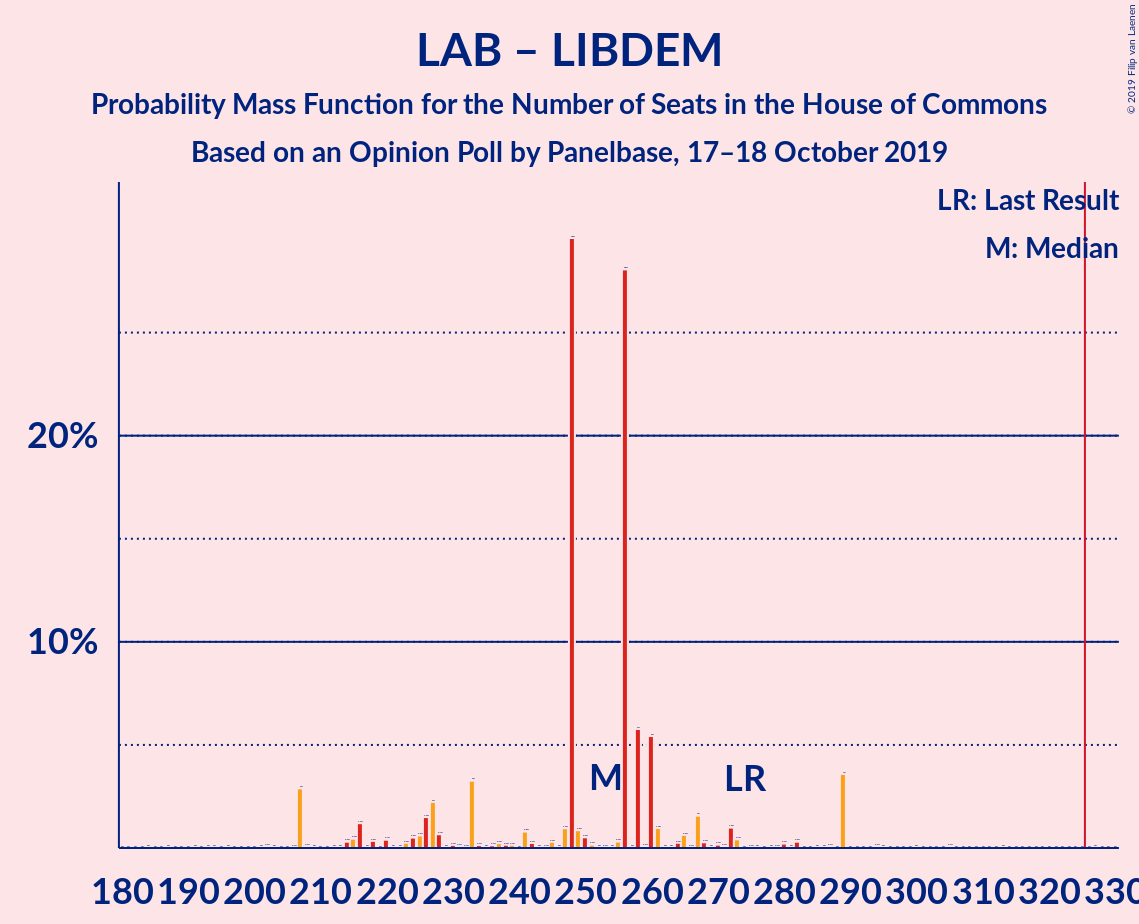 LAB – LIBDEM
Probability Mass Function for the Number of Seats in the House of Commons
Based on an Opinion Poll by Panelbase, 17–18 October 2019
© 2019 Filip van Laenen
LR: Last Result
M: Median
20%
10%
M
LR
180 190 200 210 220 230 240 250 260 270 280 290 300 310 320 330